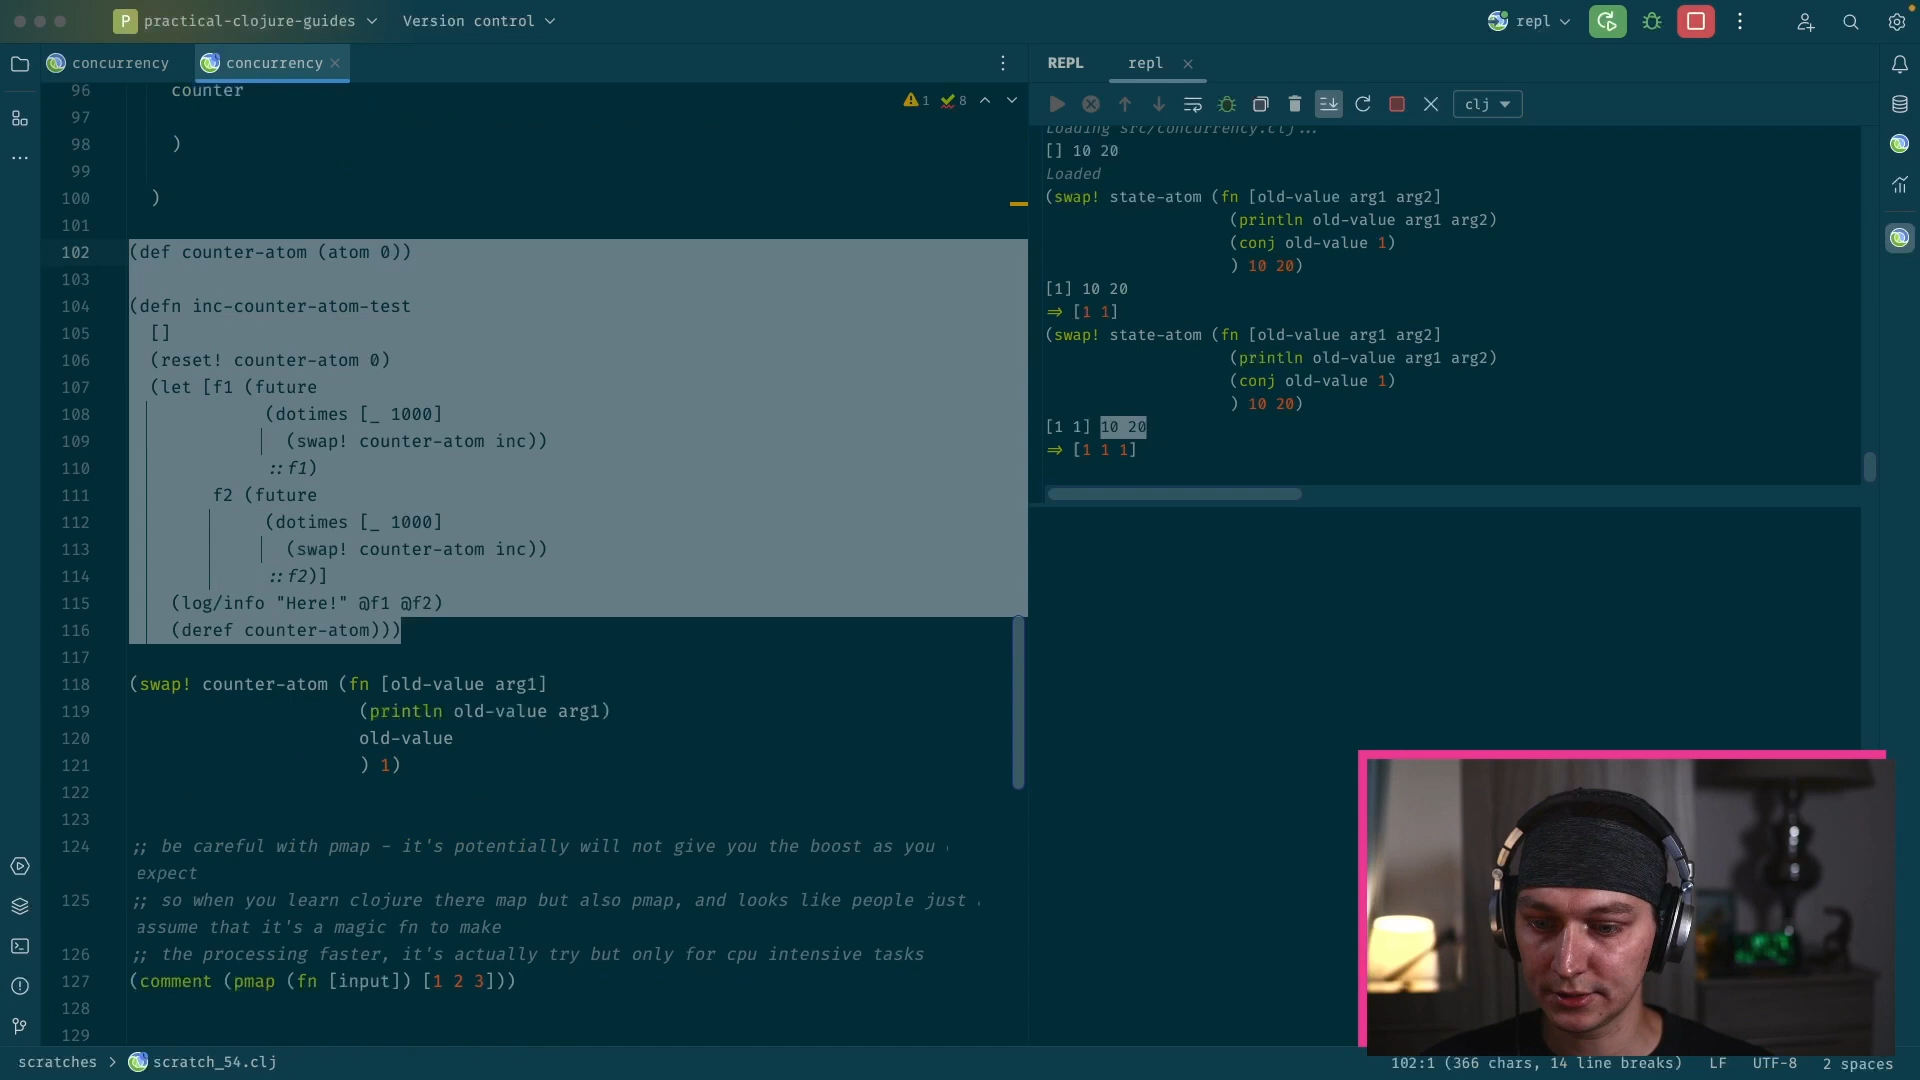 P practical-clojure-guides Version control repl
concurrency concurrency REPL repl
1 8
clj
96 counter
97
98 )
99
100 )
101
102 (def counter-atom (atom 0))
103
104 (defn inc-counter-atom-test
105 []
106 (reset! counter-atom 0)
107 (let [f1 (future
108 (dotimes [_ 1000]
109 (swap! counter-atom inc))
110 ::f1)
111 f2 (future
112 (dotimes [_ 1000]
113 (swap! counter-atom inc))
114 ::f2)]
115 (log/info "Here!" @f1 @f2)
116 (deref counter-atom)))
117
118 (swap! counter-atom (fn [old-value arg1]
119 (println old-value arg1)
120 old-value
121 ) 1)
122
123
124 ;; be careful with pmap - it's potentially will not give you the boost as you
expect
125 ;; so when you learn clojure there map but also pmap, and looks like people just
assume that it's a magic fn to make
126 ;; the processing faster, it's actually try but only for cpu intensive tasks
127 (comment (pmap (fn [input]) [1 2 3]))
128
129
Loading src/concurrency.clj...
[] 10 20
Loaded
(swap! state-atom (fn [old-value arg1 arg2]
(println old-value arg1 arg2)
(conj old-value 1)
) 10 20)
[1] 10 20
=> [1 1]
(swap! state-atom (fn [old-value arg1 arg2]
(println old-value arg1 arg2)
(conj old-value 1)
) 10 20)
[1 1] 10 20
=> [1 1 1]
scratches > scratch_54.clj 102:1 (366 chars, 14 line breaks) LF UTF-8 2 spaces